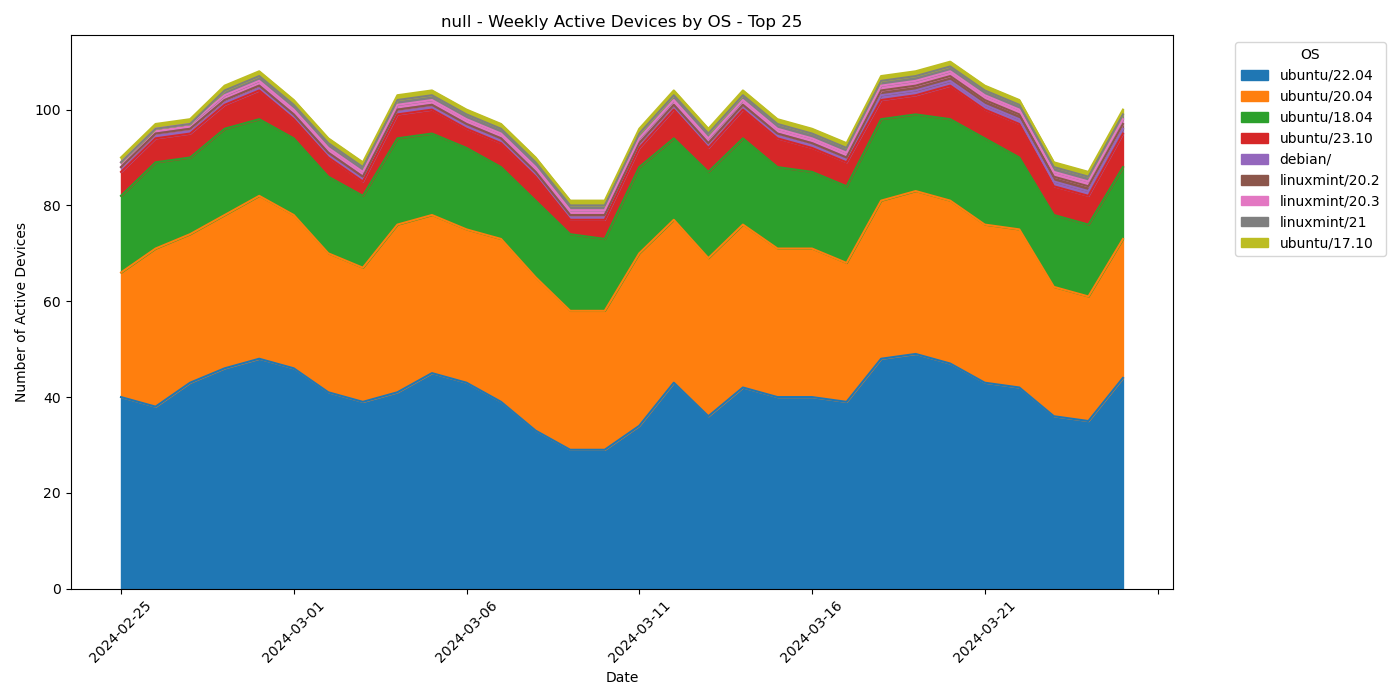 null - Weekly Active Devices by OS - Top 25
Number of Active Devices
100
80
60
40
20
0
2024-02-25
2024-03-01
2024-03-06
2024-03-11
2024-03-16
2024-03-21
Date
OS
ubuntu/22.04
ubuntu/20.04
ubuntu/18.04
ubuntu/23.10
debian/
linuxmint/20.2
linuxmint/20.3
linuxmint/21
ubuntu/17.10